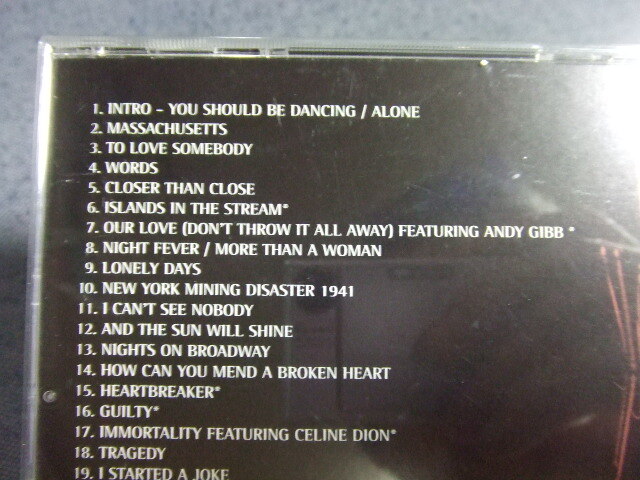 1. INTRO – YOU SHOULD BE DANCING / ALONE
2. MASSACHUSETTS
3. TO LOVE SOMEBODY
4. WORDS
5. CLOSER THAN CLOSE
6. ISLANDS IN THE STREAM*
7. OUR LOVE (DON'T THROW IT ALL AWAY) FEATURING ANDY GIBB *
8. NIGHT FEVER / MORE THAN A WOMAN
9. LONELY DAYS
10. NEW YORK MINING DISASTER 1941
11. I CAN'T SEE NOBODY
12. AND THE SUN WILL SHINE
13. NIGHTS ON BROADWAY
14. HOW CAN YOU MEND A BROKEN HEART
15. HEARTBREAKER*
16. GUILTY*
17. IMMORTALITY FEATURING CELINE DION*
18. TRAGEDY
19. I STARTED A JOKE